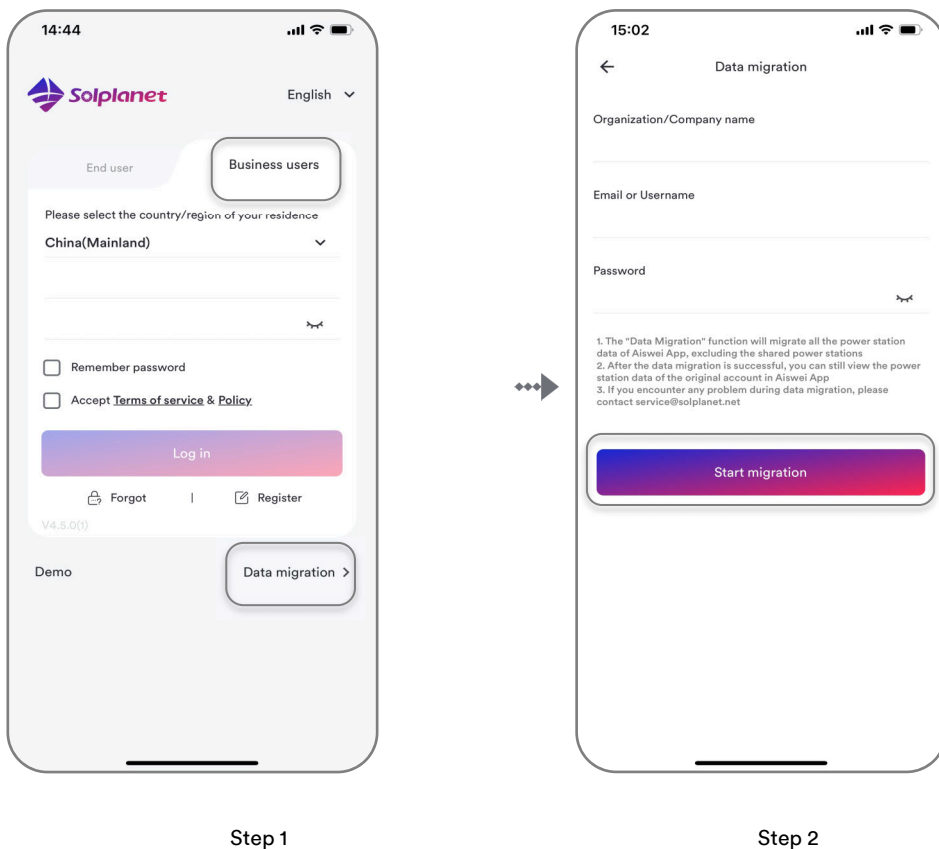 14:44
Solplanet
English
End user
Business users
Please select the country/region of your residence
China(Mainland)
Remember password
Accept Terms of service & Policy
Log in
Forgot | Register
V4.5.0(1)
Demo
Data migration >
Step 1
15:02
Data migration
Organization/Company name
Email or Username
Password
1. The "Data Migration" function will migrate all the power station
data of Aiswei App, excluding the shared power stations
2. After the data migration is successful, you can still view the power
station data of the original account in Aiswei App
3. If you encounter any problem during data migration, please
contact service@solplanet.net
Start migration
Step 2